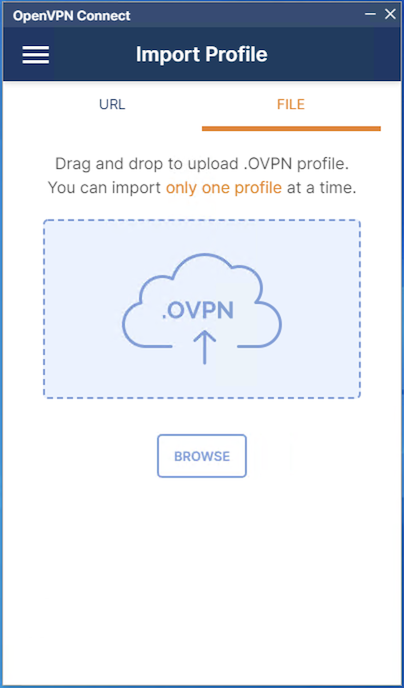 OpenVPN Connect
Import Profile
URL
FILE
Drag and drop to upload .OVPN profile.
You can import only one profile at a time.
.OVPN
BROWSE